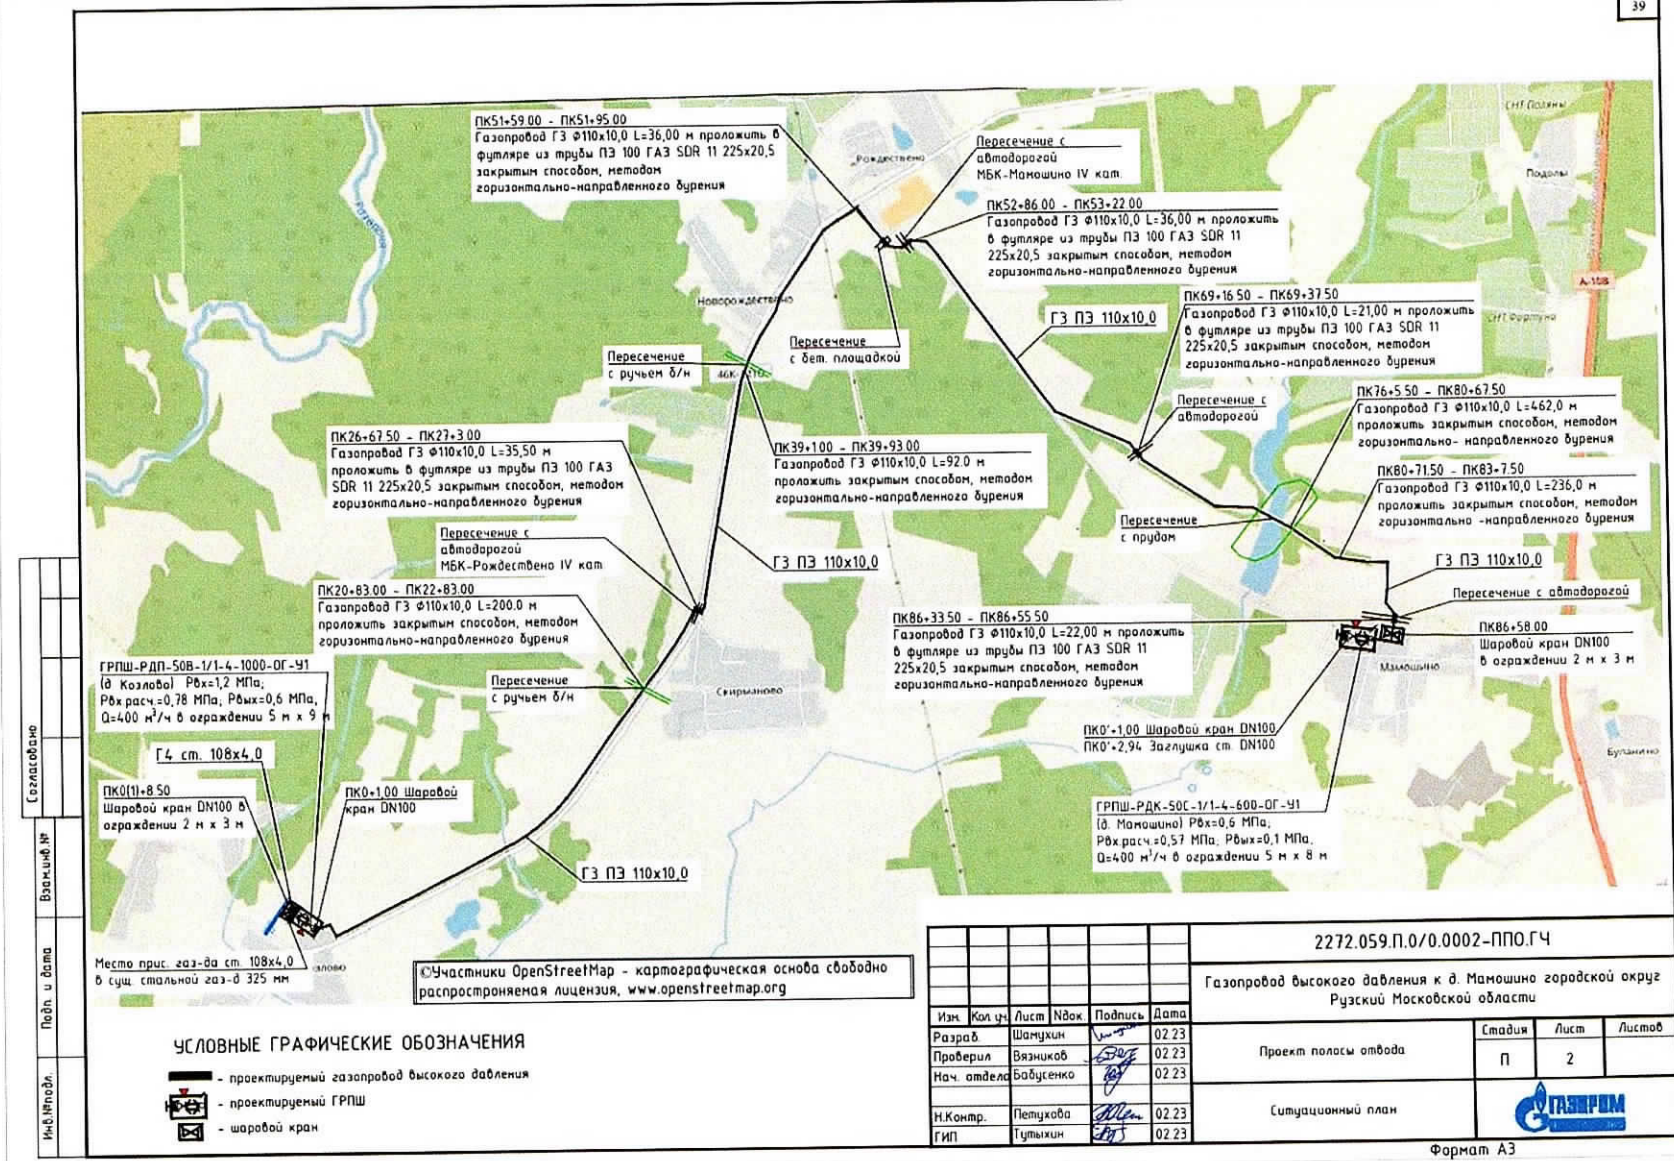 39
ПК51+59.00 - ПК51+95.00
Газопровод Г3 Ф110х10,0 L=36,00 м проложить в
футляре из трубы ПЭ 100 ГАЗ SDR 11 225х20,5
закрытым способом, методом
горизонтально-направленного бурения
Рождествено
Пересечение с
автодорогой
МБК-Мамошино IV кат.
СНТ Поляны
Подолы
ПК52+86.00 - ПК53+22.00
Газопровод Г3 Ф110х10,0 L=36,00 м проложить
в футляре из трубы ПЭ 100 ГАЗ SDR 11
225х20,5 закрытым способом, методом
горизонтально-направленного бурения
А-108
Новорождествено
Г3 ПЭ 110х10,0
ПК69+16.50 - ПК69+37.50
Газопровод Г3 Ф110х10,0 L=21,00 м проложить
в футляре из трубы ПЭ 100 ГАЗ SDR 11
225х20,5 закрытым способом, методом
горизонтально-направленного бурения
СНТ Фортуна
Пересечение
с бет. площадкой
Пересечение
с ручьем б/н
46К-
Пересечение с
автодорогой
ПК76+5.50 - ПК80+67.50
Газопровод Г3 Ф110х10,0 L=462,0 м
проложить закрытым способом, методом
горизонтально- направленного бурения
ПК26+67.50 - ПК27+3.00
Газопровод Г3 Ф110х10,0 L=35,50 м
проложить в футляре из трубы ПЭ 100 ГАЗ
SDR 11 225х20,5 закрытым способом, методом
горизонтально-направленного бурения
ПК39+1.00 - ПК39+93.00
Газопровод Г3 Ф110х10,0 L=92.0 м
проложить закрытым способом, методом
горизонтально-направленного бурения
ПК80+71.50 - ПК83+7.50
Газопровод Г3 Ф110х10,0 L=236,0 м
проложить закрытым способом, методом
горизонтально -направленного бурения
Пересечение
с прудом
Пересечение с
автодорогой
МБК-Рождествено IV кат.
Г3 ПЭ 110х10,0
Г3 ПЭ 110х10,0
Пересечение с автодорогой
ПК20+83.00 - ПК22+83.00
Газопровод Г3 Ф110х10,0 L=200.0 м
проложить закрытым способом, методом
горизонтально-направленного бурения
ПК86+33.50 - ПК86+55.50
Газопровод Г3 Ф110х10,0 L=22,00 м проложить
в футляре из трубы ПЭ 100 ГАЗ SDR 11
225х20,5 закрытым способом, методом
горизонтально-направленного бурения
ПК86+58.00
Шаровой кран DN100
в ограждении 2 м х 3 м
Мамошино
ГРПШ-РДП-50В-1/1-4-1000-ОГ-У1
(д Козлово) Рвх=1,2 МПа;
Рвх.расч.=0,78 МПа; Рвых=0,6 МПа,
Q=400 м³/ч в ограждении 5 м х 9 м
Пересечение
с ручьем б/н
Скирманово
ПК0'+1,00 Шаровой кран DN100
ПК0'+2,94 Заглушка ст. DN100
Буланино
Г4 ст. 108х4,0
ПК0(1)+8.50
Шаровой кран DN100 в
ограждении 2 м х 3 м
ПК0+1,00 Шаровой
кран DN100
ГРПШ-РДК-50С-1/1-4-600-ОГ-У1
(д. Мамошино) Рвх=0,6 МПа;
Рвх.расч.=0,57 МПа, Рвых=0,1 МПа,
Q=400 м³/ч в ограждении 5 м х 8 м
Г3 ПЭ 110х10,0
Место прис. газ-да ст. 108х4,0
в сущ. стальной газ-д 325 мм
злово
©Участники OpenStreetMap - картографическая основа свободно
распространяемая лицензия, www.openstreetmap.org
УСЛОВНЫЕ ГРАФИЧЕСКИЕ ОБОЗНАЧЕНИЯ
- проектируемый газопровод высокого давления
- проектируемый ГРПШ
- шаровой кран
Согласовано
Взам.инв.№
Подп. и дата
Инв.№подл.
2272.059.П.0/0.0002-ППО.ГЧ
Газопровод высокого давления к д. Мамошино городской округ
Рузский Московской области
Изм. Кол уч. Лист №док. Подпись Дата
Разраб. Шамухин 02.23
Проверил Вязников 02.23
Нач. отдела Бабусенко 02.23
Н.Контр. Петухова 02.23
ГИП Тутыхин 02.23
Проект полосы отвода
Стадия Лист Листов
П 2
Ситуационный план
ГАЗПРОМ
Формат А3